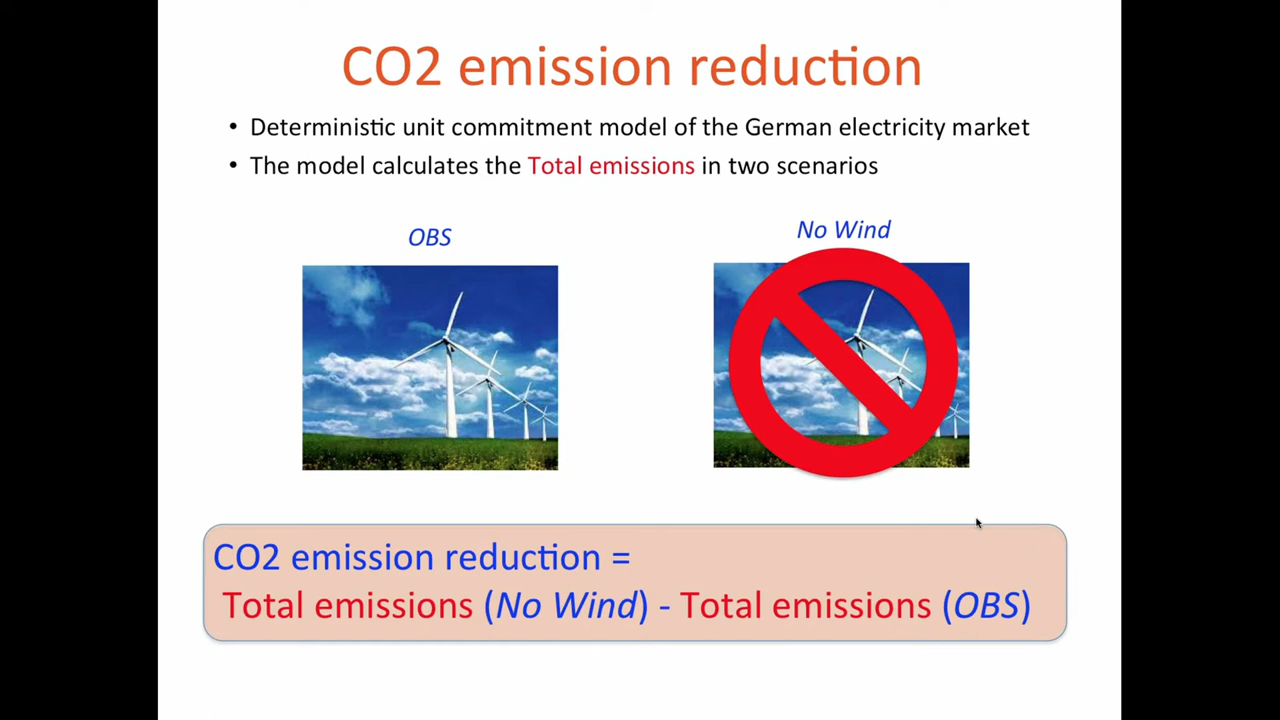 CO2 emission reduction
• Deterministic unit commitment model of the German electricity market
• The model calculates the Total emissions in two scenarios
OBS
No Wind
CO2 emission reduction =
Total emissions (No Wind) - Total emissions (OBS)